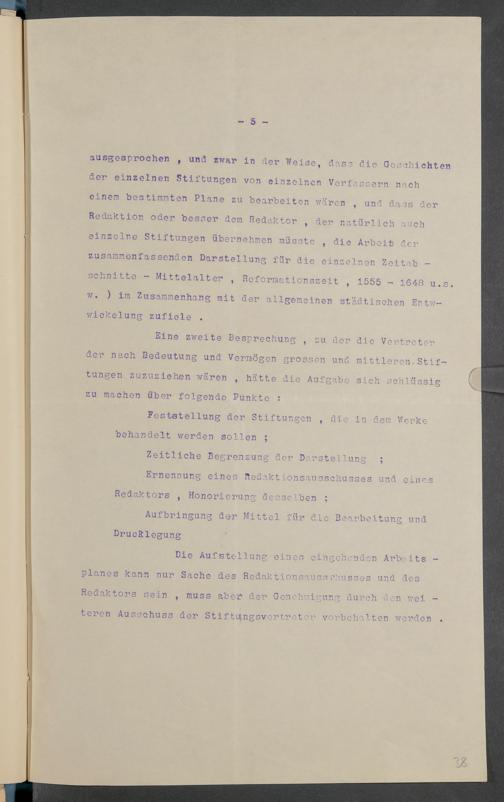 - 5 -
ausgesprochen , und zwar in der Weise, dass die Geschichten
der einzelnen Stiftungen von einzelnen Verfassern nach
einem bestimmten Plane zu bearbeiten wären , und dass der
Redaktion oder besser dem Redaktor , der natürlich auch
einzelne Stiftungen übernehmen müsste , die Arbeit der
zusammenfassenden Darstellung für die einzelnen Zeitab -
schnitte - Mittelalter , Reformationszeit , 1555 - 1648 u.s.
w. ) im Zusammenhang mit der allgemeinen städtischen Entw-
wickelung zufiele .
Eine zweite Besprechung , zu der die Vertreter
der nach Bedeutung und Vermögen grossen und mittleren Stif-
tungen zuzuziehen wären , hätte die Aufgabe sich schlüssig
zu machen über folgende Punkte :
Feststellung der Stiftungen , die in dem Werke
behandelt werden sollen ;
Zeitliche Begrenzung der Darstellung ;
Ernennung eines Redaktionsausschusses und eines
Redaktors , Honorierung desselben ;
Aufbringung der Mittel für die Bearbeitung und
Drucklegung
Die Aufstellung eines eingehenden Arbeits -
planes kann nur Sache des Redaktionsausschusses und des
Redaktors sein , muss aber der Genehmigung durch den wei -
teren Ausschuss der Stiftungsvertreter vorbehalten werden .
38